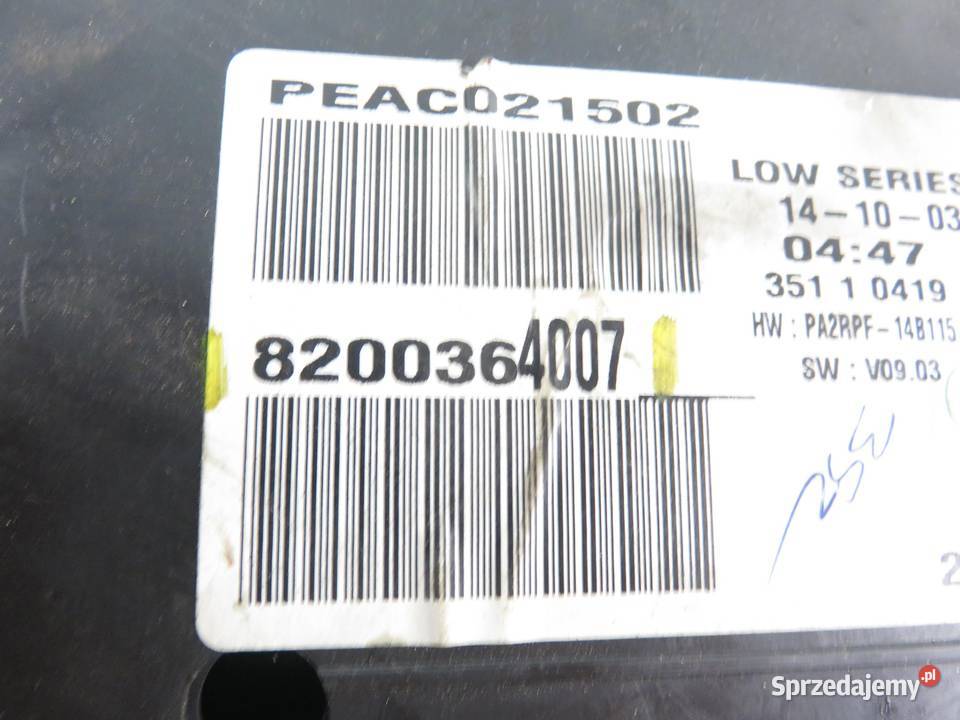 PEAC021502
LOW SERIES
14-10-03
04:47
351 1 0419
HW : PA2RPF-14B115
SW : V09.03
8200364007
2
Sprzedajemy.pl